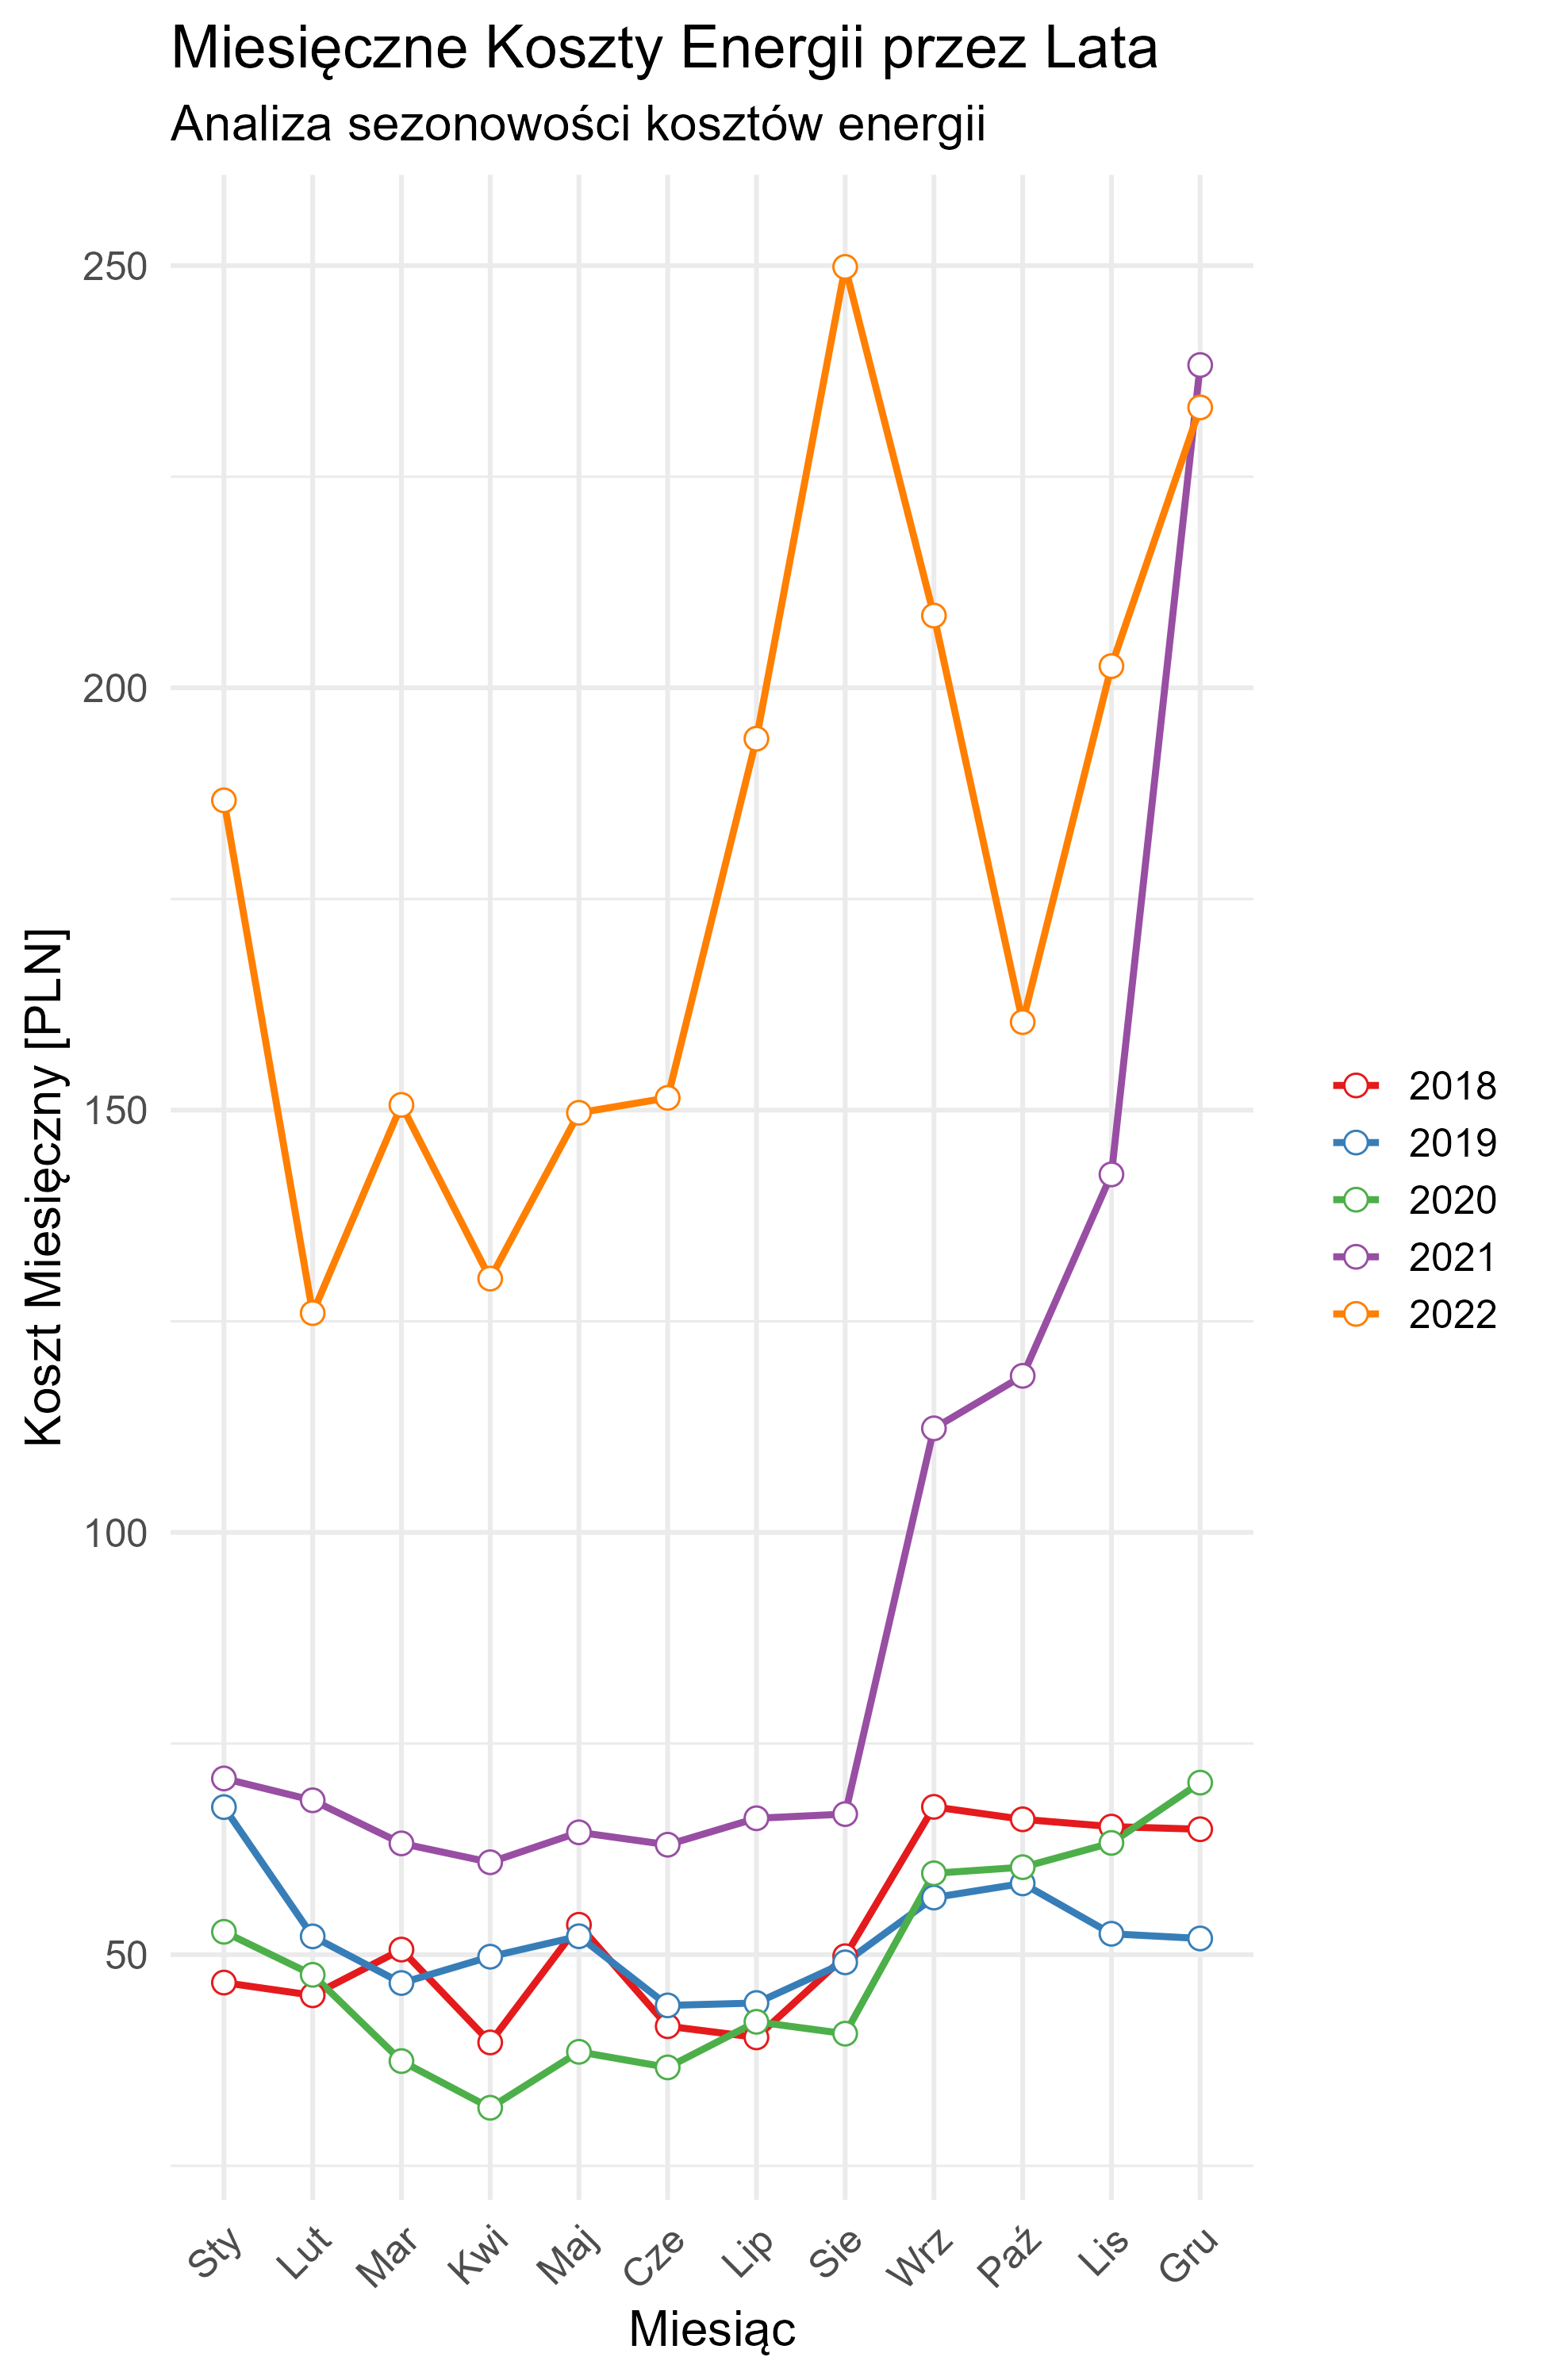 Miesięczne Koszty Energii przez Lata
Analiza sezonowości kosztów energii
Koszt Miesięczny [PLN]
250
200
150
100
50
Sty
Lut
Mar
Kwi
Maj
Cze
Lip
Sie
Wrz
Paź
Lis
Gru
Miesiąc
2018
2019
2020
2021
2022